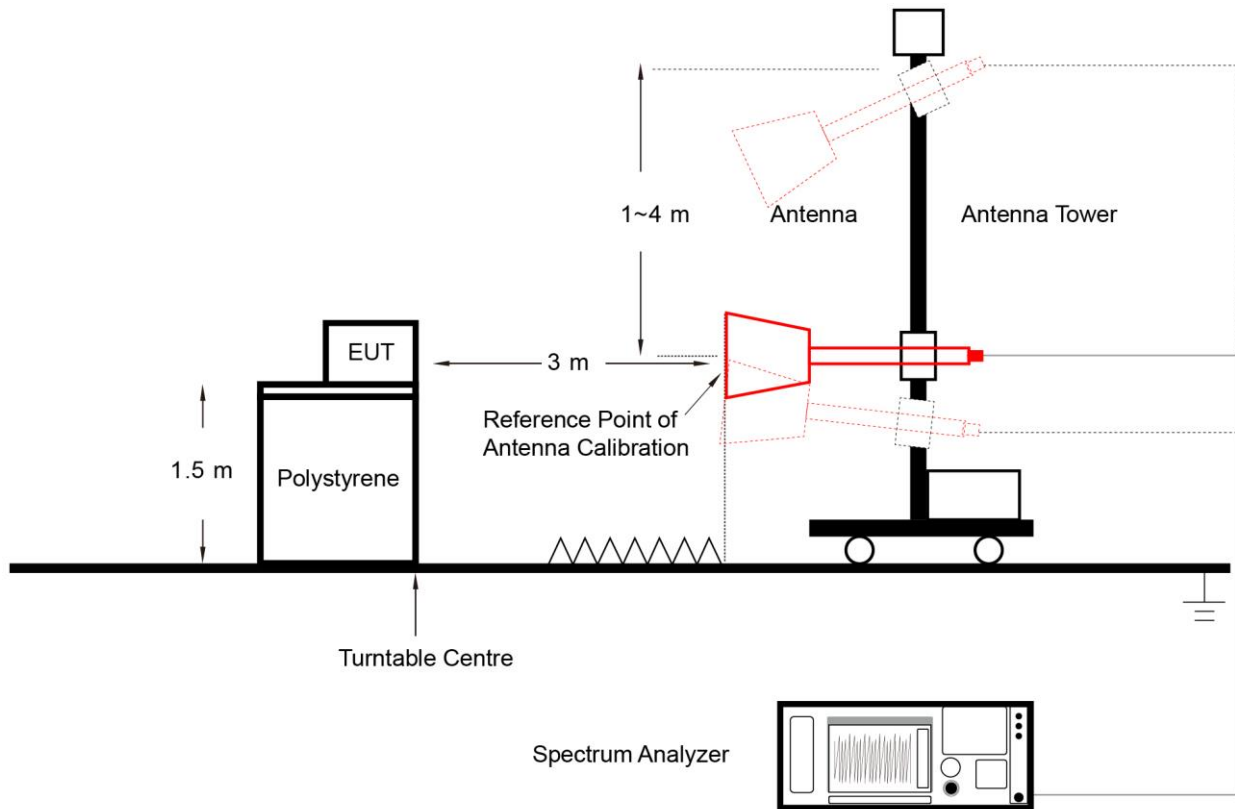 1~4 m
Antenna
Antenna Tower
EUT
3 m
Reference Point of
Antenna Calibration
1.5 m
Polystyrene
Turntable Centre
Spectrum Analyzer